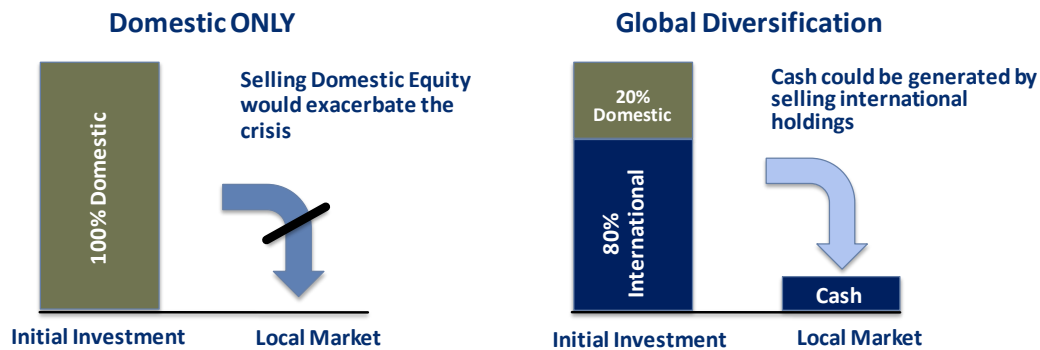 Domestic ONLY
Selling Domestic Equity
would exacerbate the
crisis
100% Domestic
Initial Investment
Local Market
Global Diversification
Cash could be generated by
selling international
holdings
20%
Domestic
80%
International
Cash
Initial Investment
Local Market